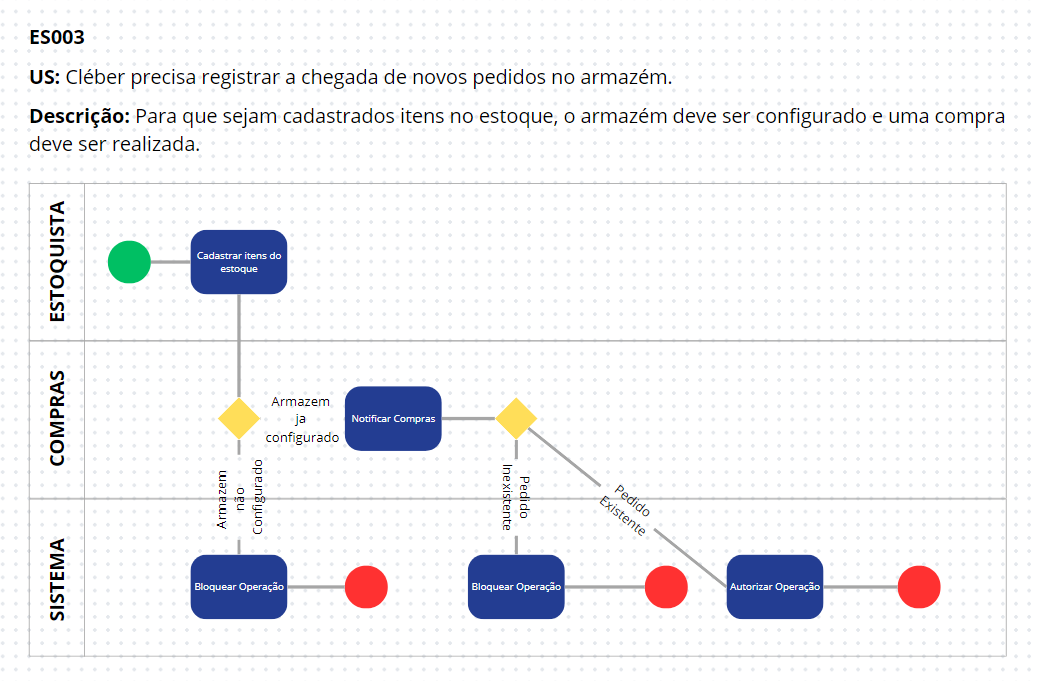 ES003
US: Cléber precisa registrar a chegada de novos pedidos no armazém.
Descrição: Para que sejam cadastrados itens no estoque, o armazém deve ser configurado e uma compra
deve ser realizada.
ESTOQUISTA
Cadastrar itens do
estoque
COMPRAS
Armazem
ja
configurado
Notificar Compras
Armazem
não
Configurado
Pedido
Inexistente
Pedido
Existente
SISTEMA
Bloquear Operação
Bloquear Operação
Autorizar Operação